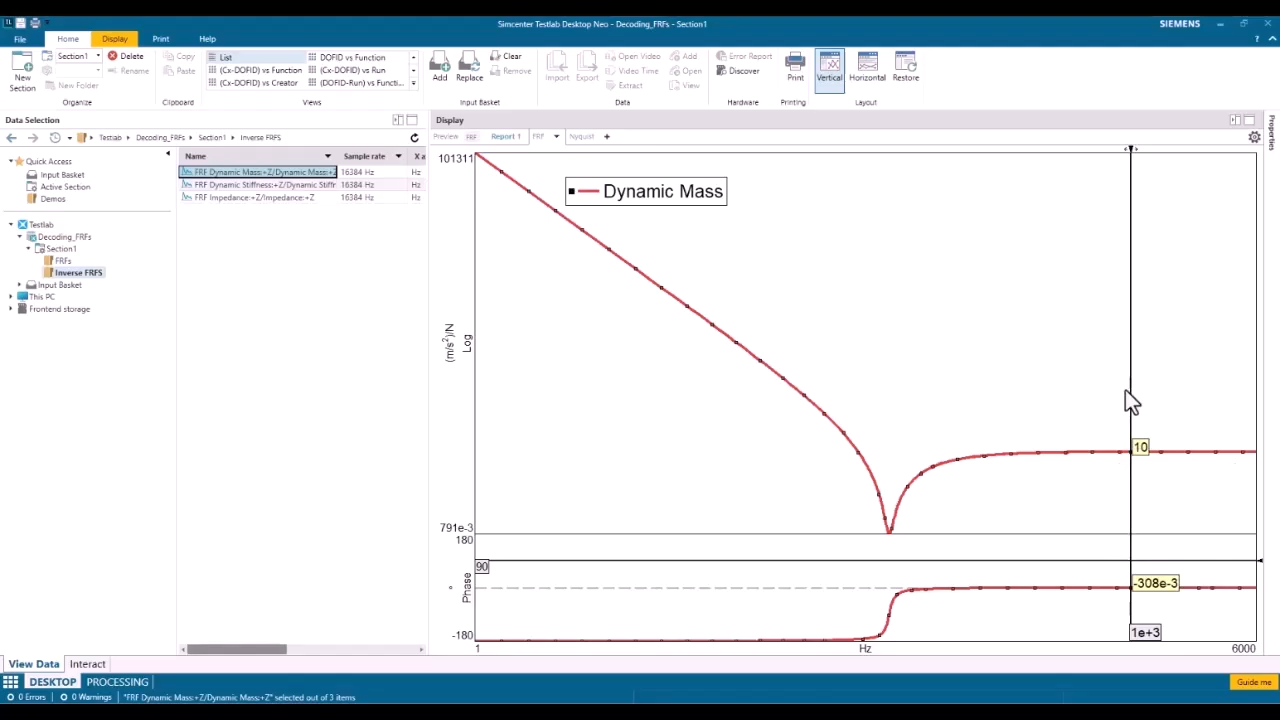 Simcenter Testlab Desktop Neo - Decoding_FRFs - Section1
SIEMENS
File Home Display Print Help
New Section
Section1
Delete
Rename
New Folder
Organize
Copy
Paste
Clipboard
List
(Cx-DOFID) vs Function
(Cx-DOFID) vs Creator
DOFID vs Function
(Cx-DOFID) vs Run
(DOFID-Run) vs Functi...
Views
Add
Replace
Clear
Remove
Input Basket
Import
Export
Open Video
Video Time
Extract
Add
Open
View
Data
Error Report
Discover
Hardware
Print
Printing
Vertical
Horizontal
Restore
Layout
Data Selection
Testlab Decoding_FRFs Section1 Inverse FRFS
Quick Access
Input Basket
Active Section
Demos
Testlab
Decoding_FRFs
Section1
FRFs
Inverse FRFS
Input Basket
This PC
Frontend storage
Name Sample rate X a
FRF Dynamic Mass:+Z/Dynamic Mass:+Z 16384 Hz Hz
FRF Dynamic Stiffness:+Z/Dynamic Stiffr 16384 Hz Hz
FRF Impedance:+Z/Impedance:+Z 16384 Hz Hz
Display
Properties
Preview FRF Report 1 FRF Nyquist +
101311
Dynamic Mass
(m/s²)/N
Log
10
791e-3
180
90
°
Phase
-308e-3
-180
1e+3
1 Hz 6000
View Data Interact
DESKTOP PROCESSING
Guide me
0 Errors 0 Warnings "FRF Dynamic Mass:+Z/Dynamic Mass:+Z" selected out of 3 items